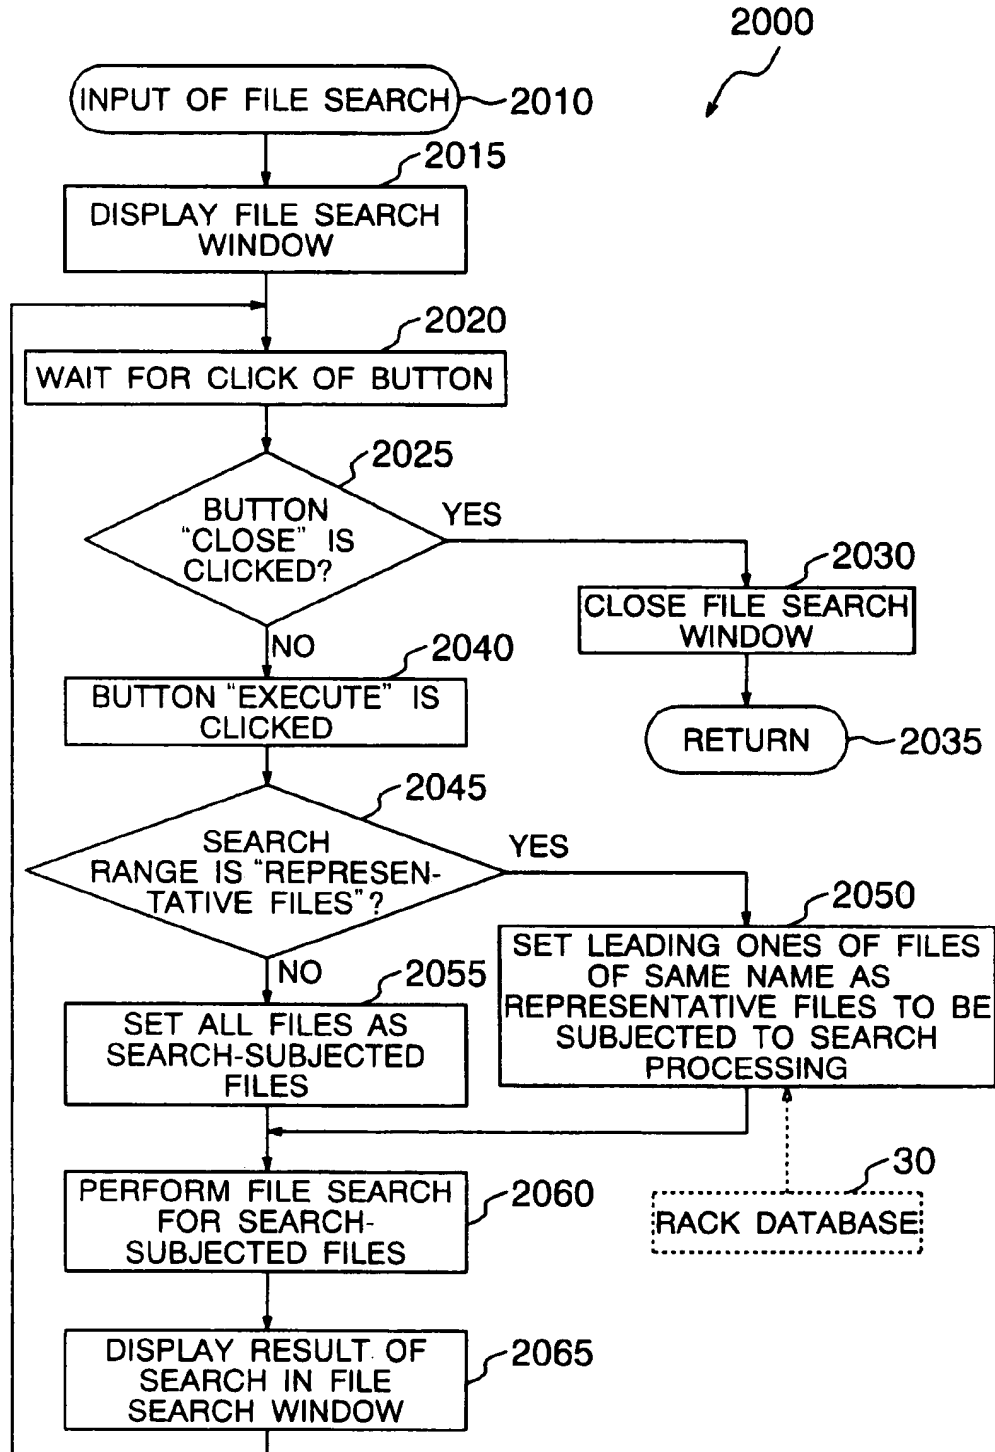 2000
INPUT OF FILE SEARCH
2010
2015
DISPLAY FILE SEARCH
WINDOW
2020
WAIT FOR CLICK OF BUTTON
2025
BUTTON
"CLOSE" IS
CLICKED?
YES
2030
CLOSE FILE SEARCH
WINDOW
NO
2040
BUTTON "EXECUTE" IS
CLICKED
RETURN
2035
2045
SEARCH
RANGE IS "REPRESEN-
TATIVE FILES"?
YES
2050
SET LEADING ONES OF FILES
OF SAME NAME AS
REPRESENTATIVE FILES TO BE
SUBJECTED TO SEARCH
PROCESSING
NO
2055
SET ALL FILES AS
SEARCH-SUBJECTED
FILES
30
RACK DATABASE
PERFORM FILE SEARCH
FOR SEARCH-
SUBJECTED FILES
2060
DISPLAY RESULT OF
SEARCH IN FILE
SEARCH WINDOW
2065